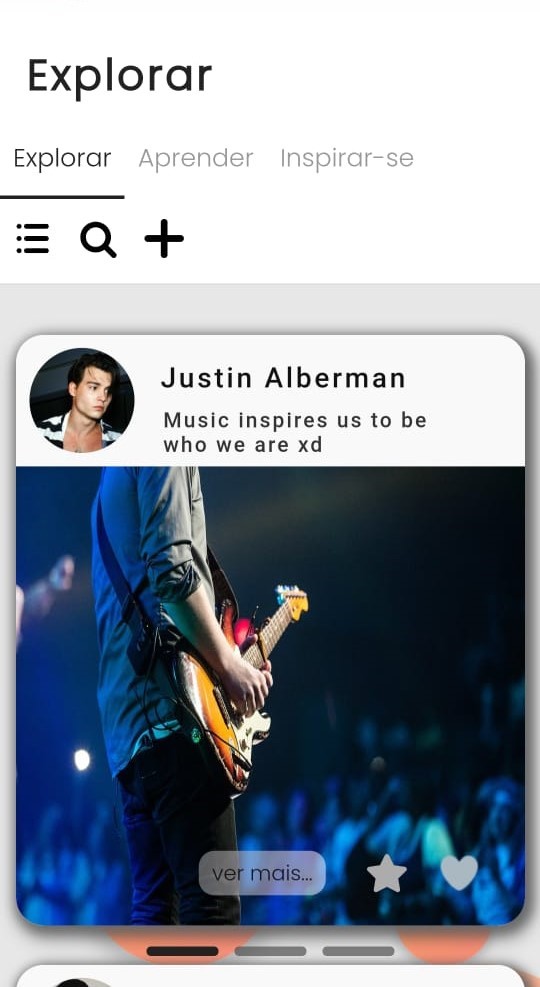 Explorar
Explorar Aprender Inspirar-se
Justin Alberman
Music inspires us to be
who we are xd
ver mais...